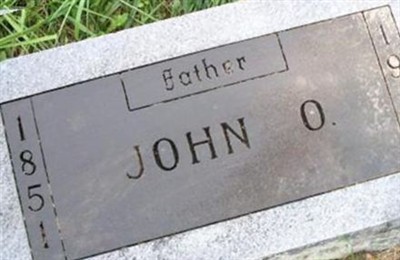 Father
JOHN O.
1851
19